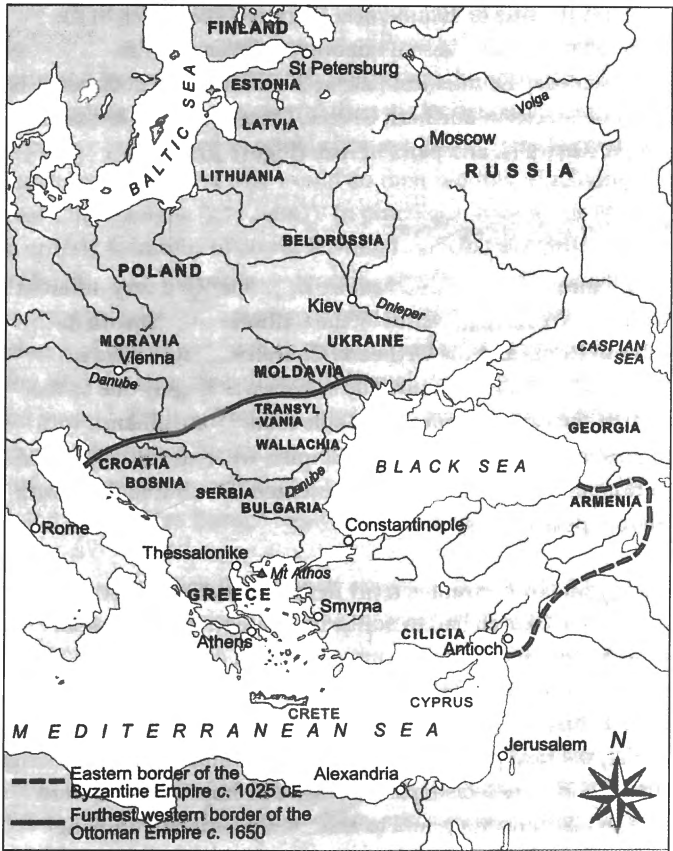 FINLAND
St Petersburg
ESTONIA
BALTIC SEA
LATVIA
Volga
Moscow
RUSSIA
LITHUANIA
BELORUSSIA
POLAND
Kiev
Dnieper
UKRAINE
MORAVIA
Vienna
Danube
CASPIAN
SEA
MOLDAVIA
TRANSYL
-VANIA
WALLACHIA
GEORGIA
CROATIA
BOSNIA
BLACK SEA
SERBIA
Danube
BULGARIA
ARMENIA
Rome
Constantinople
Thessalonike
Mt Athos
GREECE
Smyrna
Athens
CILICIA
Antioch
CYPRUS
CRETE
MEDITERRANEAN SEA
Jerusalem
N
Alexandria
Eastern border of the
Byzantine Empire c. 1025 CE
Furthest western border of the
Ottoman Empire c. 1650